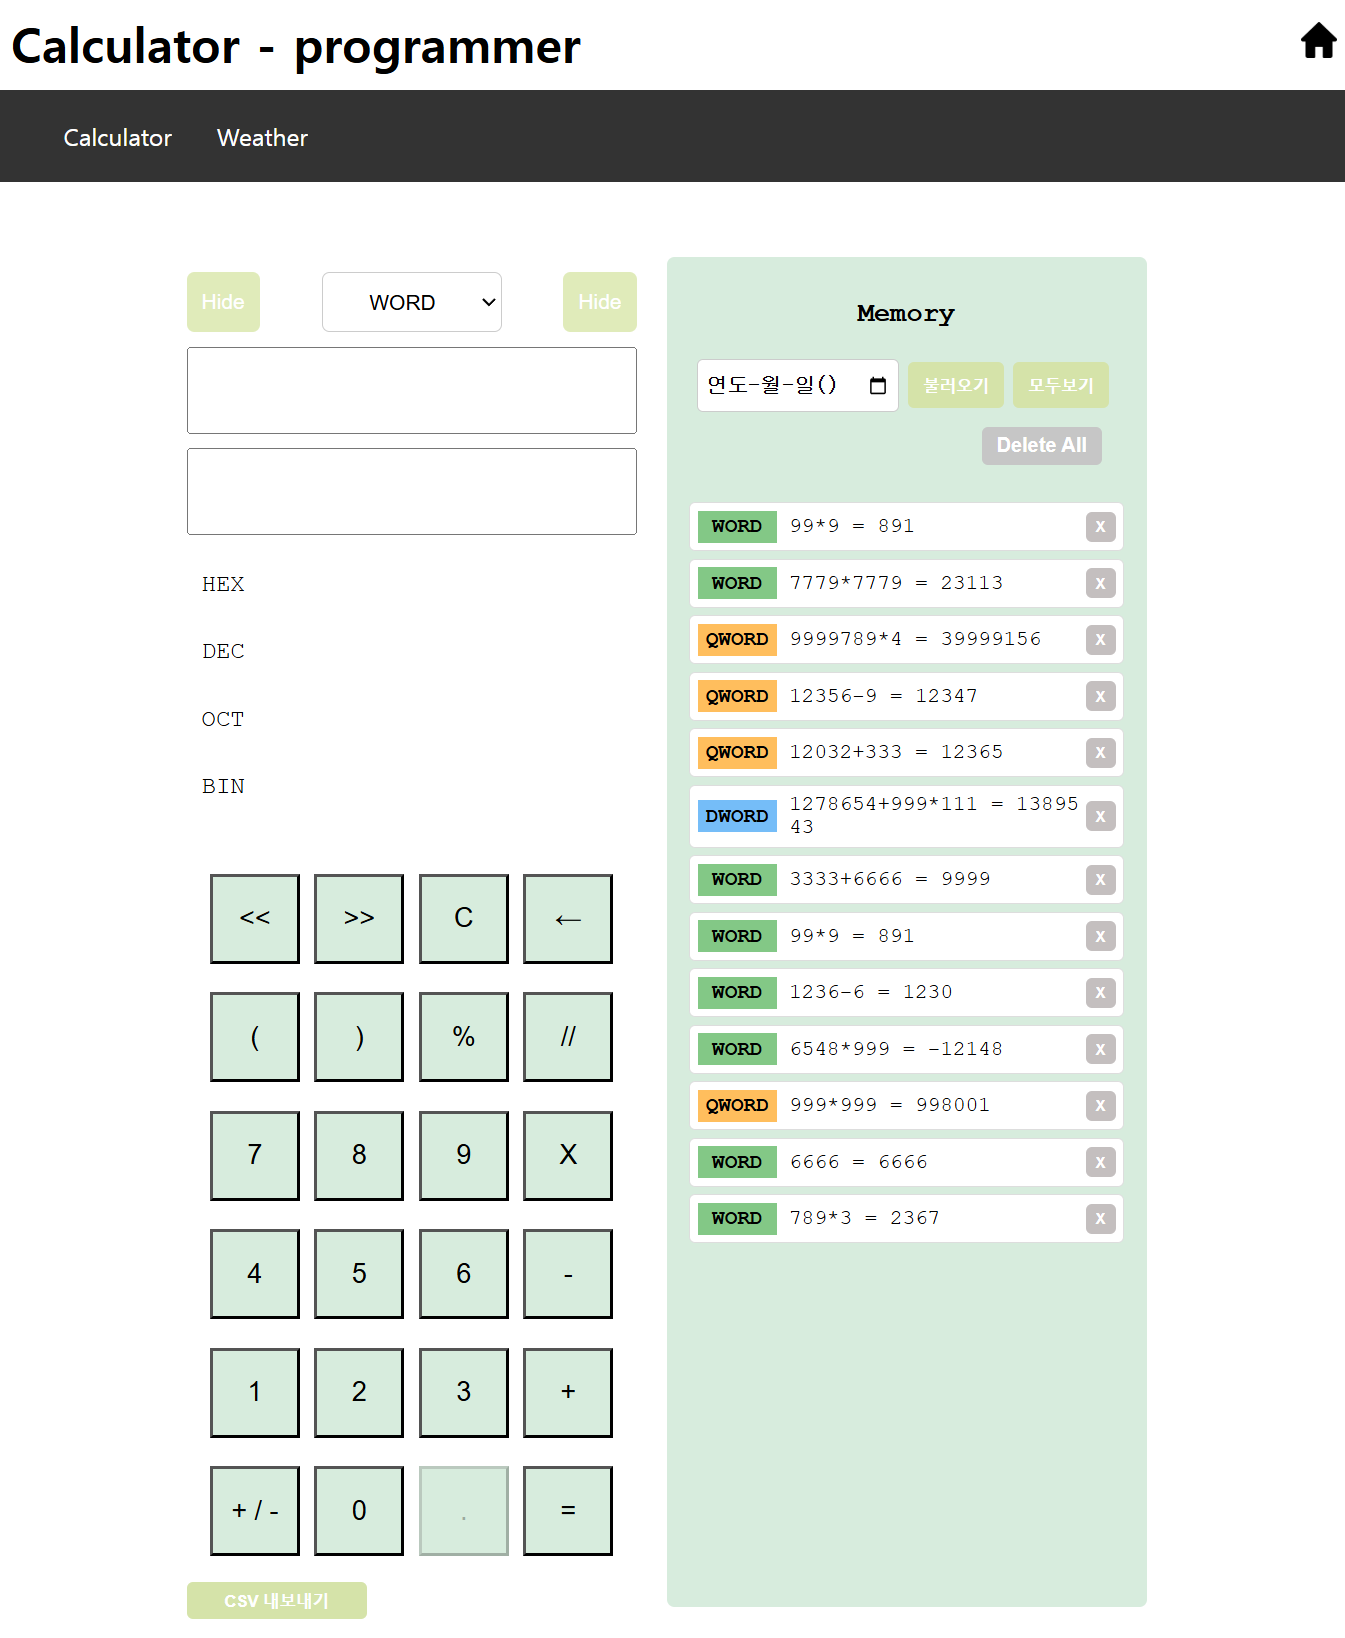 Calculator - programmer
Calculator Weather
Hide WORD Hide
HEX
DEC
OCT
BIN
<< >> C ←
( ) % //
7 8 9 X
4 5 6 -
1 2 3 +
+ / - 0 . =
CSV 내보내기
Memory
연도-월-일() 불러오기 모두보기
Delete All
WORD 99*9 = 891 X
WORD 7779*7779 = 23113 X
QWORD 9999789*4 = 39999156 X
QWORD 12356-9 = 12347 X
QWORD 12032+333 = 12365 X
DWORD 1278654+999*111 = 13895 X
43
WORD 3333+6666 = 9999 X
WORD 99*9 = 891 X
WORD 1236-6 = 1230 X
WORD 6548*999 = -12148 X
QWORD 999*999 = 998001 X
WORD 6666 = 6666 X
WORD 789*3 = 2367 X